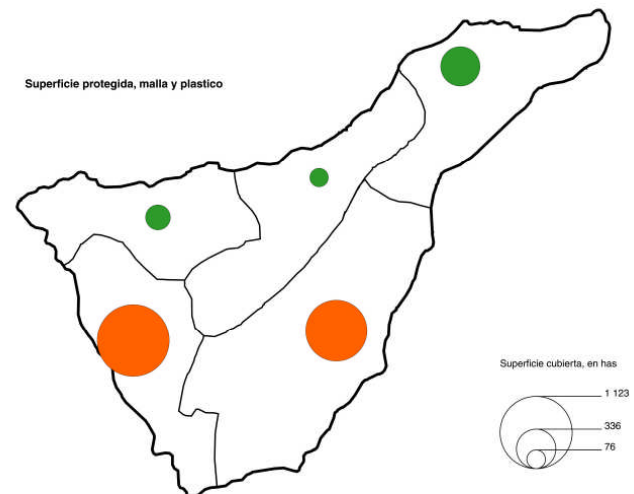 Superficie protegida, malla y plastico
Superficie cubierta, en has
1 123
336
76